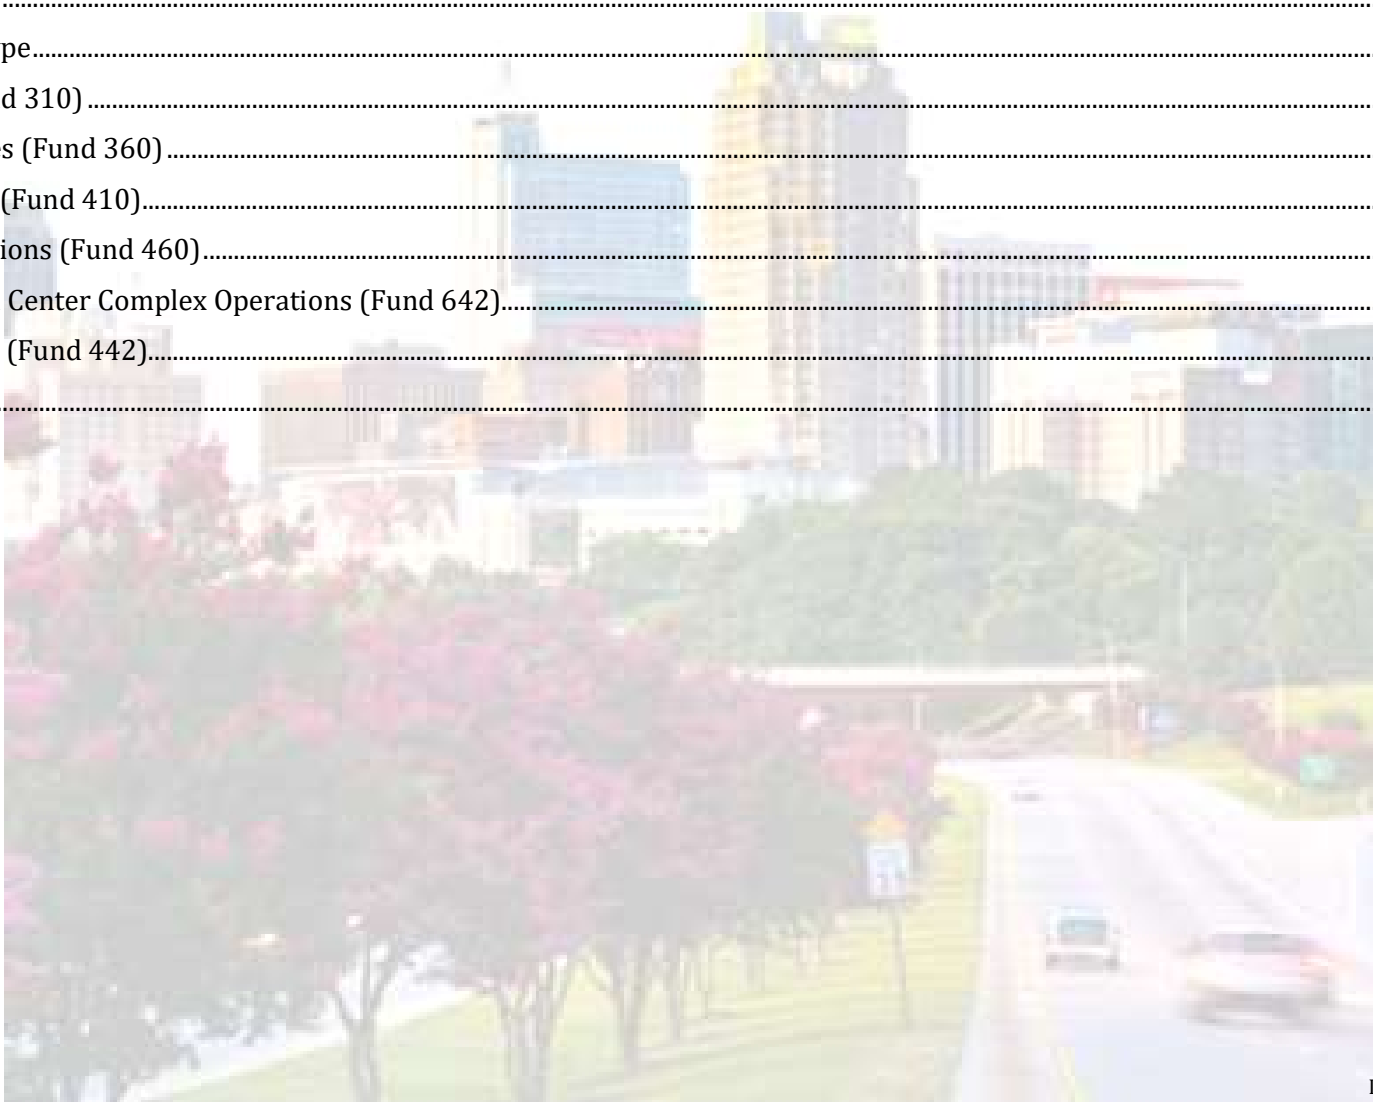 ................................................................................
pe................................................................................
d 310)................................................................................
s (Fund 360)................................................................................
(Fund 410)................................................................................
ions (Fund 460)................................................................................
Center Complex Operations (Fund 642)................................................................................
(Fund 442)................................................................................
................................................................................